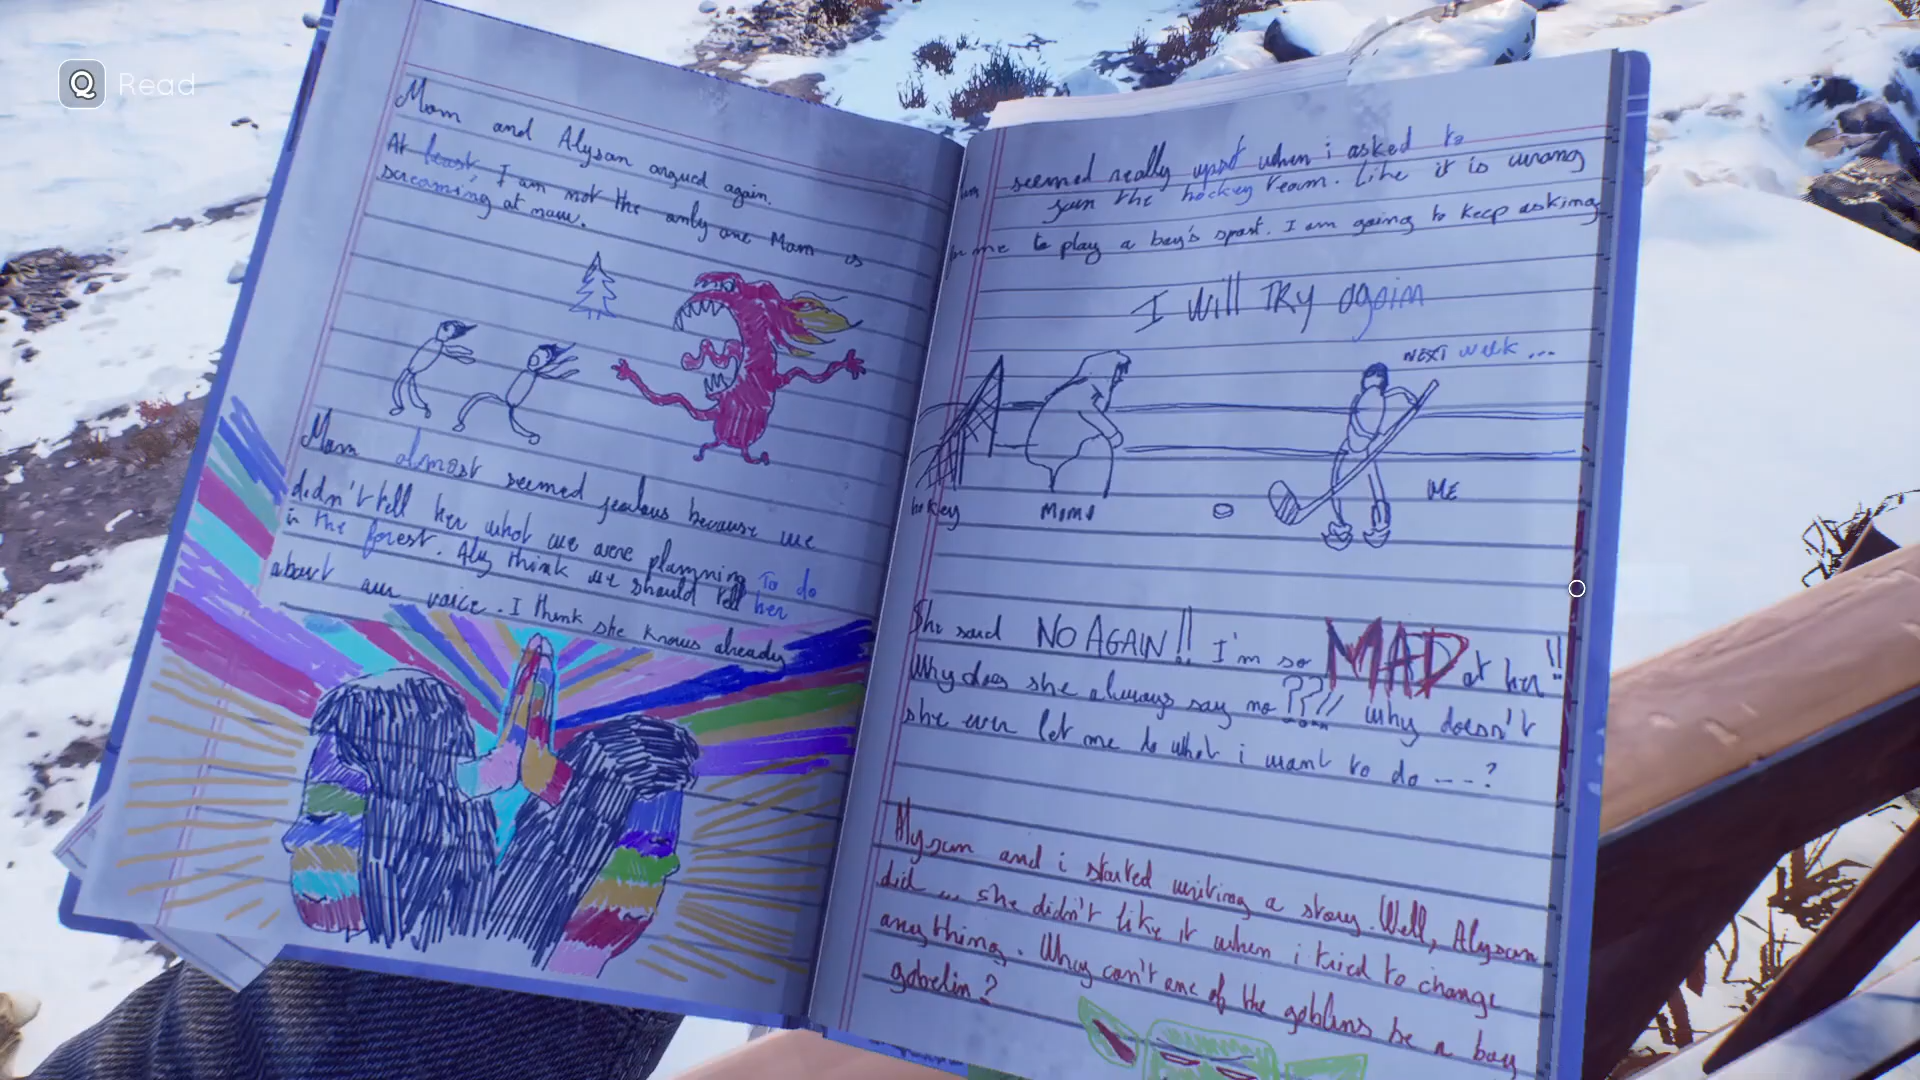 Q Read
Mom and Alyson argued again.
At least, I am not the only one Mom is
screaming at now.
Mom almost seemed jealous because we
didn't tell her what we were planning to do
in the forest. Aly think we should tell her
about our voice. I think she knows already
seemed really upset when i asked to
join the hockey team. Like it is wrong
me to play a boy's sport. I am going to keep asking
I Will TRY again
NEXT week ...
hockey
MOM
ME
She said NO AGAIN!! I'm so MAD at her!!
Why does she always say no ??!! why doesn't
she ever let me do what i want to do ---?
Alyson and i started writing a story. Well, Alyson
did ... she didn't like it when i tried to change
anything. Why can't one of the goblins be a boy
gobelin?